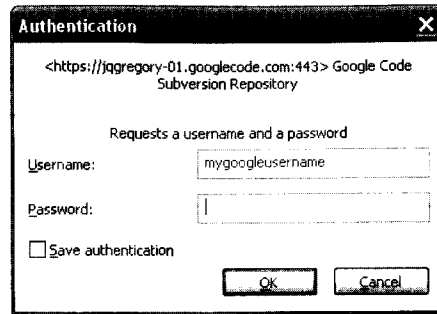 Authentication
<https://jqgregory-01.googlecode.com:443> Google Code
Subversion Repository
Requests a username and a password
Username:
mygoogleusername
Password:
Save authentication
OK
Cancel